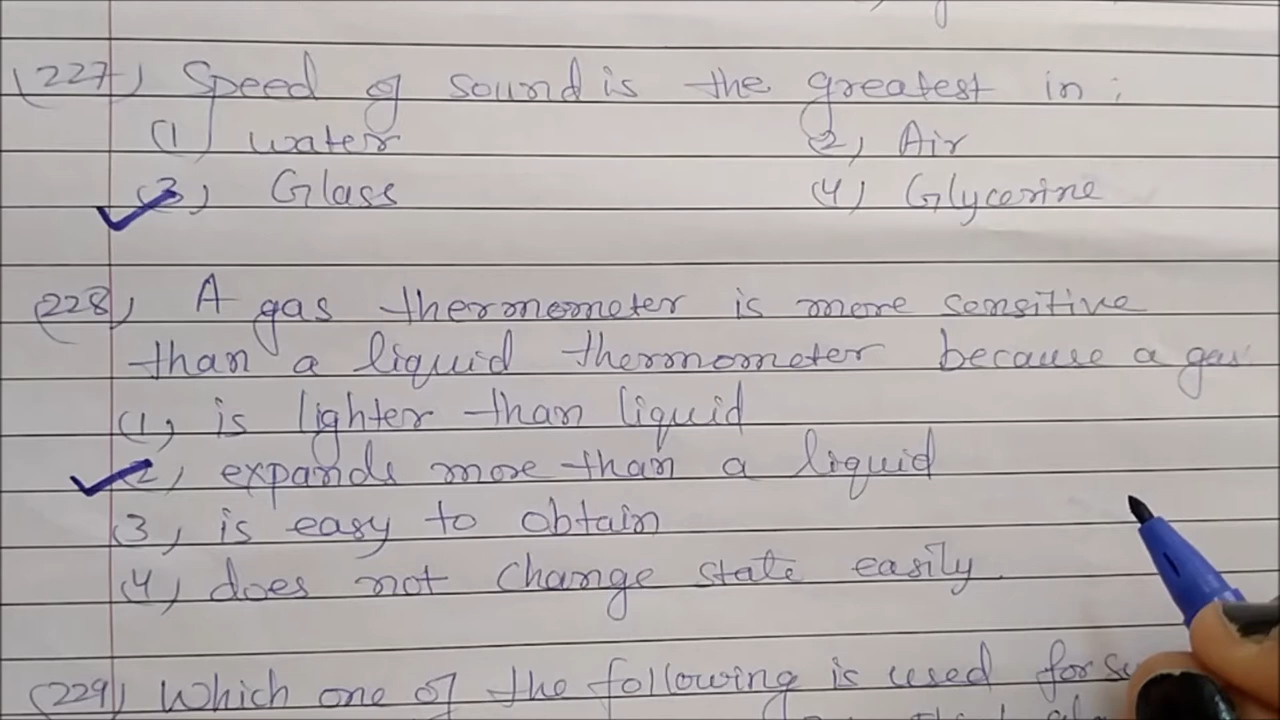 (227) Speed of sound is the greatest in :
(1) water (2) Air
(3) Glass (4) Glycerine
(228) A gas thermometer is more sensitive
than a liquid thermometer because a gas
(1) is lighter than liquid
(2) expands more than a liquid
(3) is easy to obtain
(4) does not change state easily.
(229) Which one of the following is used for